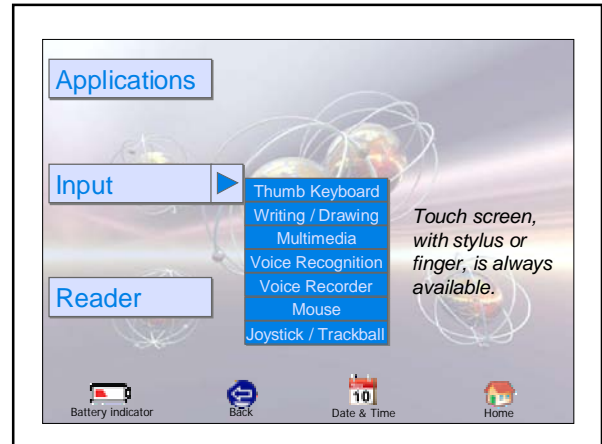 Applications
Input
Thumb Keyboard
Writing / Drawing
Multimedia
Voice Recognition
Voice Recorder
Mouse
Joystick / Trackball
Touch screen,
with stylus or
finger, is always
available.
Reader
10
Battery indicator
Back
Date & Time
Home